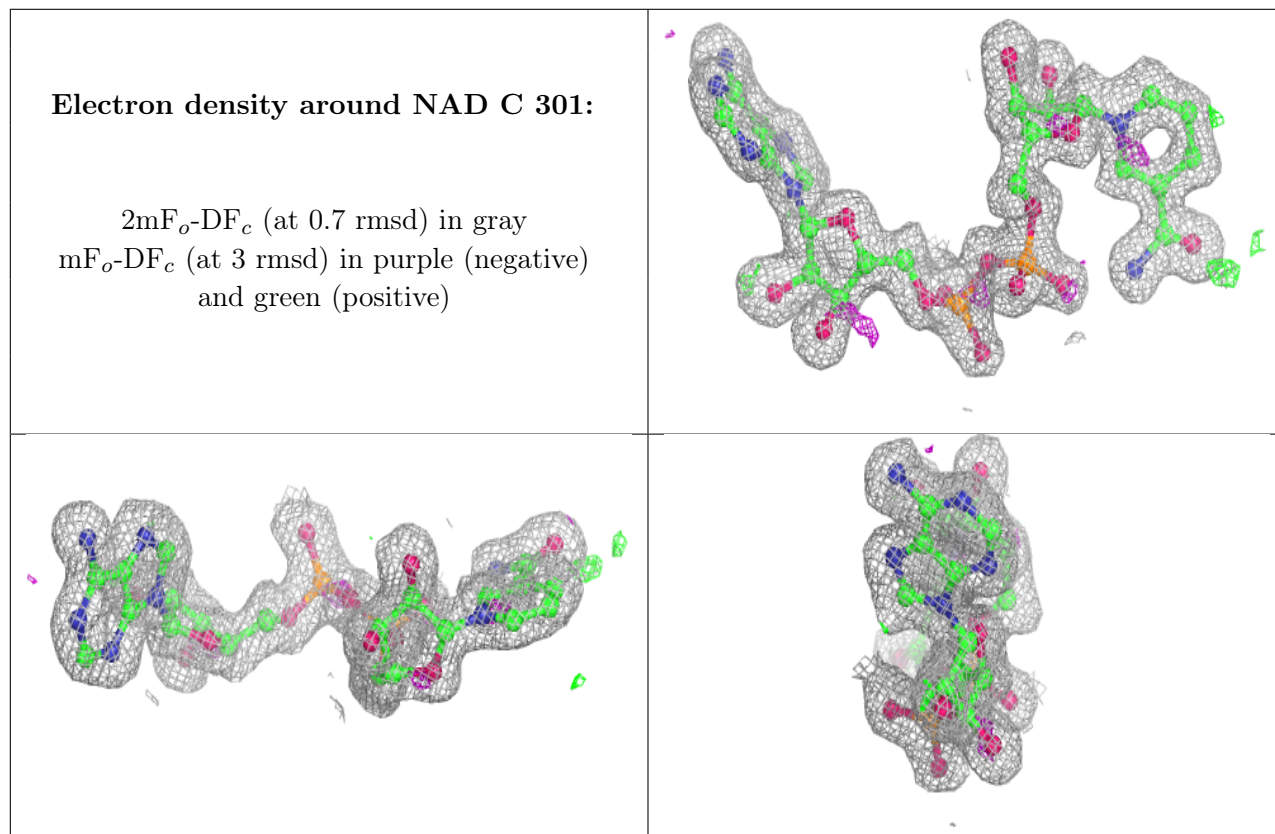 Electron density around NAD C 301:
2mFₒ-DF𝑐 (at 0.7 rmsd) in gray
mFₒ-DF𝑐 (at 3 rmsd) in purple (negative)
and green (positive)